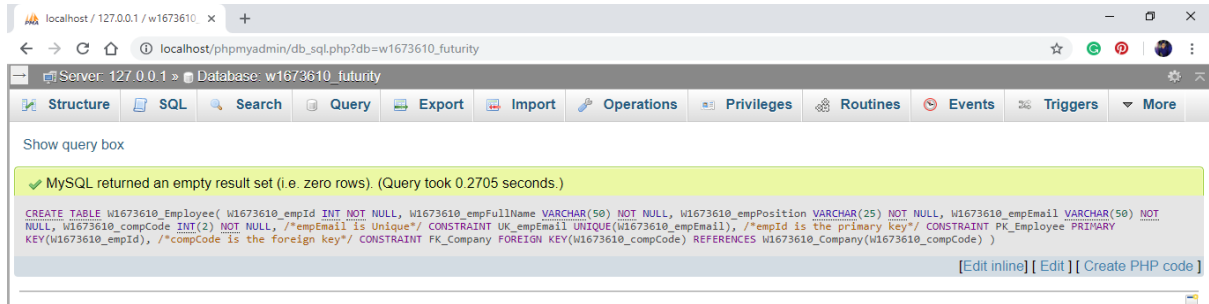 localhost / 127.0.0.1 / w1673610_
localhost/phpmyadmin/db_sql.php?db=w1673610_futurity
Server: 127.0.0.1 » Database: w1673610_futurity
Structure SQL Search Query Export Import Operations Privileges Routines Events Triggers More
Show query box
MySQL returned an empty result set (i.e. zero rows). (Query took 0.2705 seconds.)
CREATE TABLE W1673610_Employee( W1673610_empId INT NOT NULL, W1673610_empFullName VARCHAR(50) NOT NULL, W1673610_empPosition VARCHAR(25) NOT NULL, W1673610_empEmail VARCHAR(50) NOT
NULL, W1673610_compCode INT(2) NOT NULL, /*empEmail is Unique*/ CONSTRAINT UK_empEmail UNIQUE(W1673610_empEmail), /*empId is the primary key*/ CONSTRAINT PK_Employee PRIMARY
KEY(W1673610_empId), /*compCode is the foreign key*/ CONSTRAINT FK_Company FOREIGN KEY(W1673610_compCode) REFERENCES W1673610_Company(W1673610_compCode) )
[Edit inline] [ Edit ] [ Create PHP code ]